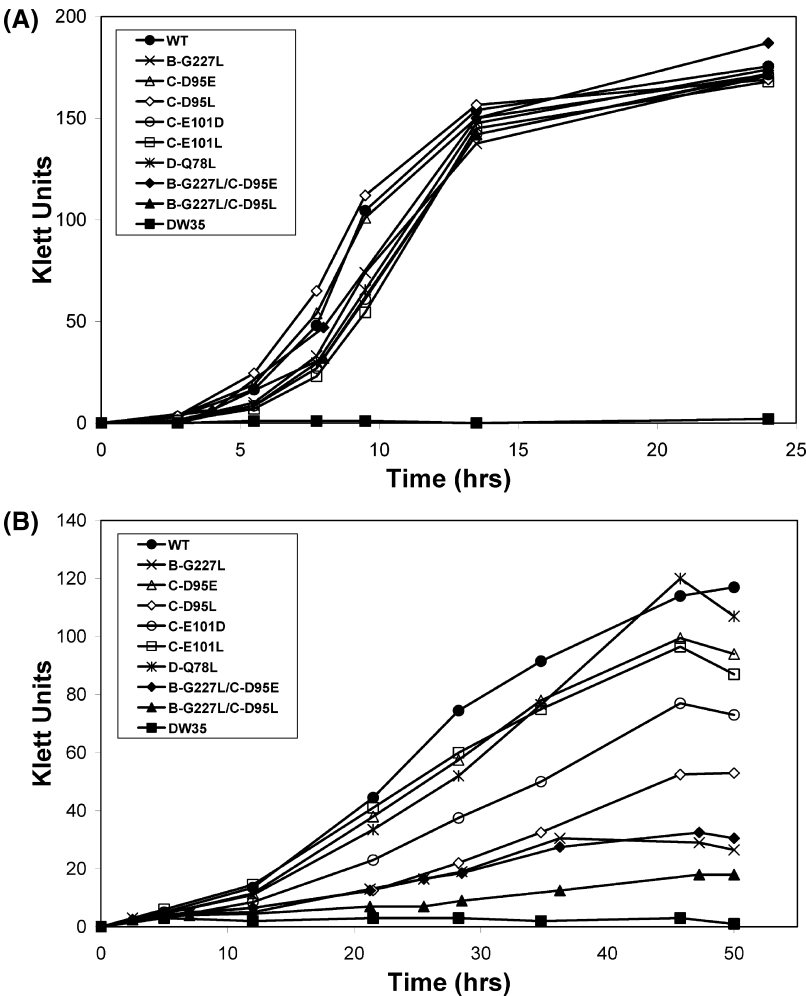 (A)
200
150
100
50
0
Klett Units
WT
B-G227L
C-D95E
C-D95L
C-E101D
C-E101L
D-Q78L
B-G227L/C-D95E
B-G227L/C-D95L
DW35
0 5 10 15 20 25
Time (hrs)
(B)
140
120
100
80
60
40
20
0
Klett Units
WT
B-G227L
C-D95E
C-D95L
C-E101D
C-E101L
D-Q78L
B-G227L/C-D95E
B-G227L/C-D95L
DW35
0 10 20 30 40 50
Time (hrs)